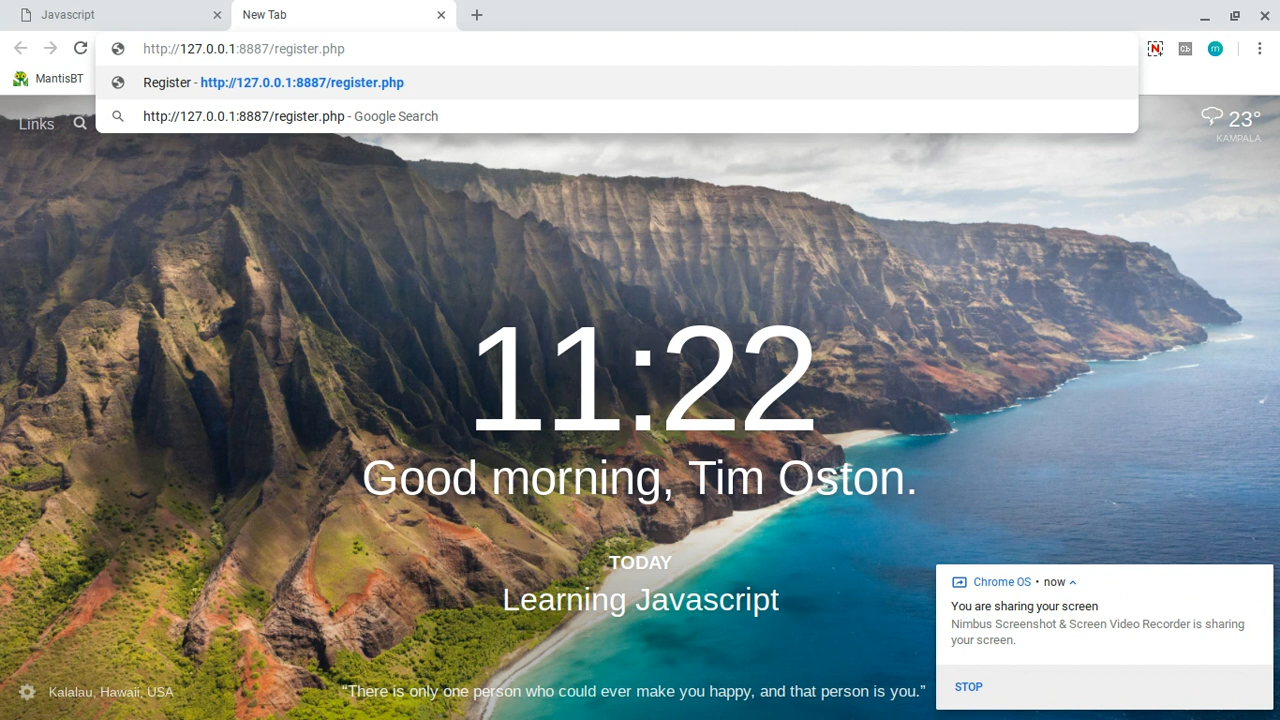 Javascript
New Tab
http://127.0.0.1:8887/register.php
Register - http://127.0.0.1:8887/register.php
http://127.0.0.1:8887/register.php - Google Search
MantisBT
Links
23°
KAMPALA
11:22
Good morning, Tim Oston.
TODAY
Learning Javascript
Chrome OS • now
You are sharing your screen
Nimbus Screenshot & Screen Video Recorder is sharing
your screen.
STOP
Kalalau, Hawaii, USA
“There is only one person who could ever make you happy, and that person is you.”